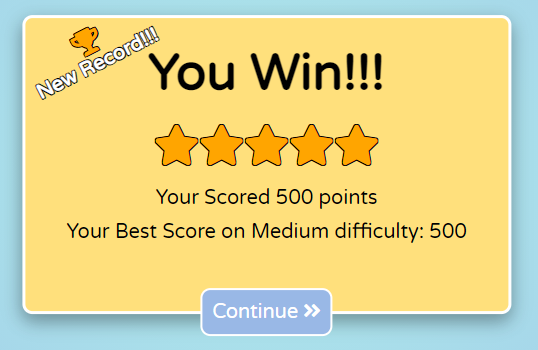 New Record!!!
You Win!!!
Your Scored 500 points
Your Best Score on Medium difficulty: 500
Continue »